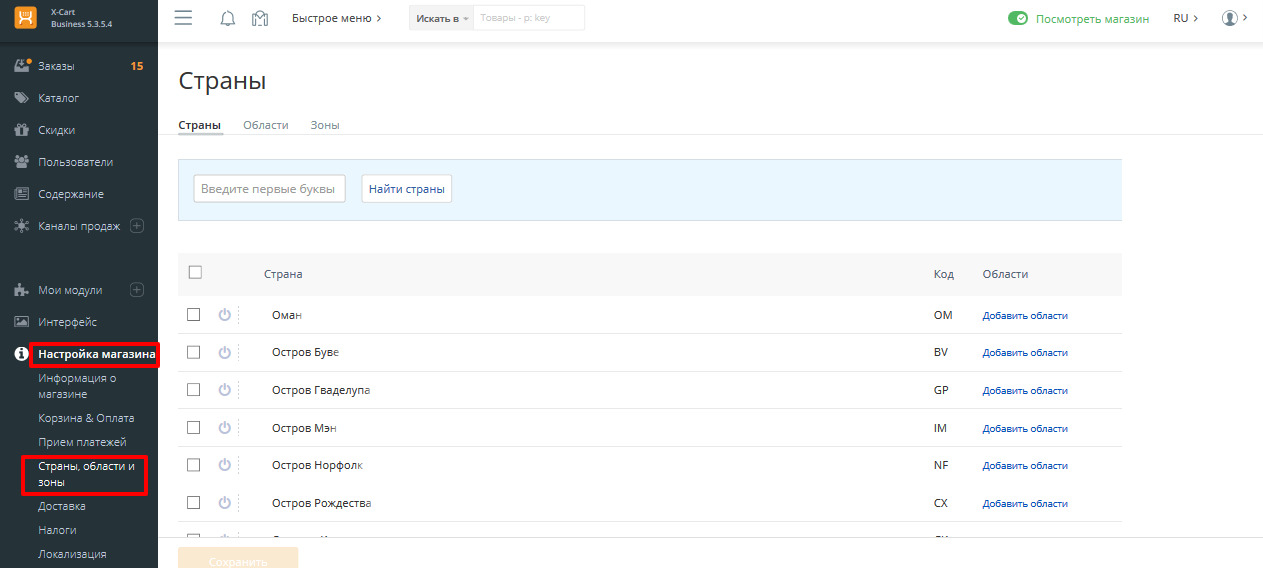 X-Cart
Business 5.3.5.4
Быстрое меню
Искать в
Товары - p: key
Посмотреть магазин
RU
Заказы 15
Каталог
Скидки
Пользователи
Содержание
Каналы продаж
Мои модули
Интерфейс
Настройка магазина
Информация о
магазине
Корзина & Оплата
Прием платежей
Страны, области и
зоны
Доставка
Налоги
Локализация
Страны
Страны Области Зоны
Введите первые буквы Найти страны
Страна Код Области
Оман OM Добавить области
Остров Буве BV Добавить области
Остров Гваделупа GP Добавить области
Остров Мэн IM Добавить области
Остров Норфолк NF Добавить области
Остров Рождества CX Добавить области
Сохранить